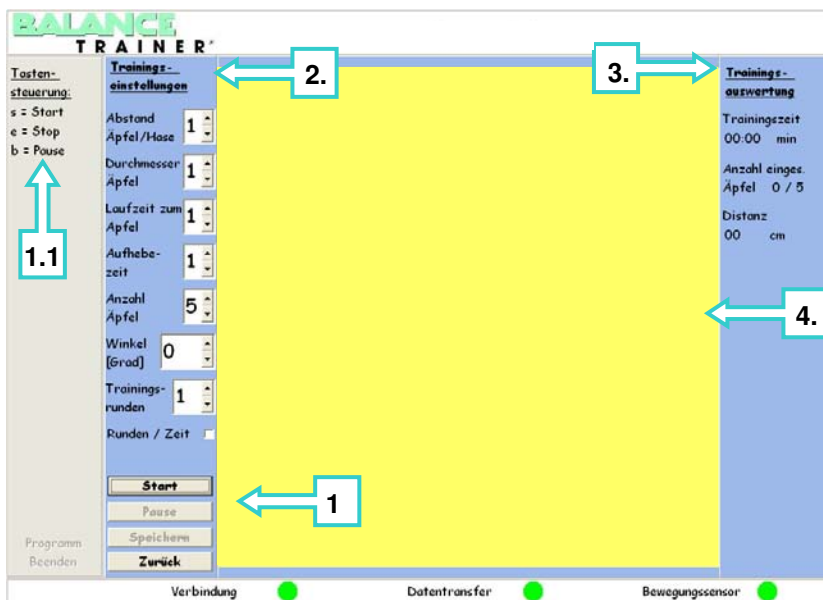 BALANCE
TRAINER
Tasten-
steuerung:
s = Start
e = Stop
b = Pause
1.1
Programm
Beenden
Trainings-
einstellungen
2.
Abstand
Äpfel/Hase 1
Durchmesser
Äpfel 1
Laufzeit zum
Apfel 1
Aufhebe-
zeit 1
Anzahl
Äpfel 5
Winkel
[Grad] 0
Trainings-
runden 1
Runden / Zeit
Start
Pause
Speichern
Zurück
1
3.
4.
Trainings-
auswertung
Trainingszeit
00:00 min
Anzahl einges.
Äpfel 0 / 5
Distanz
00 cm
Verbindung
Datentransfer
Bewegungssensor